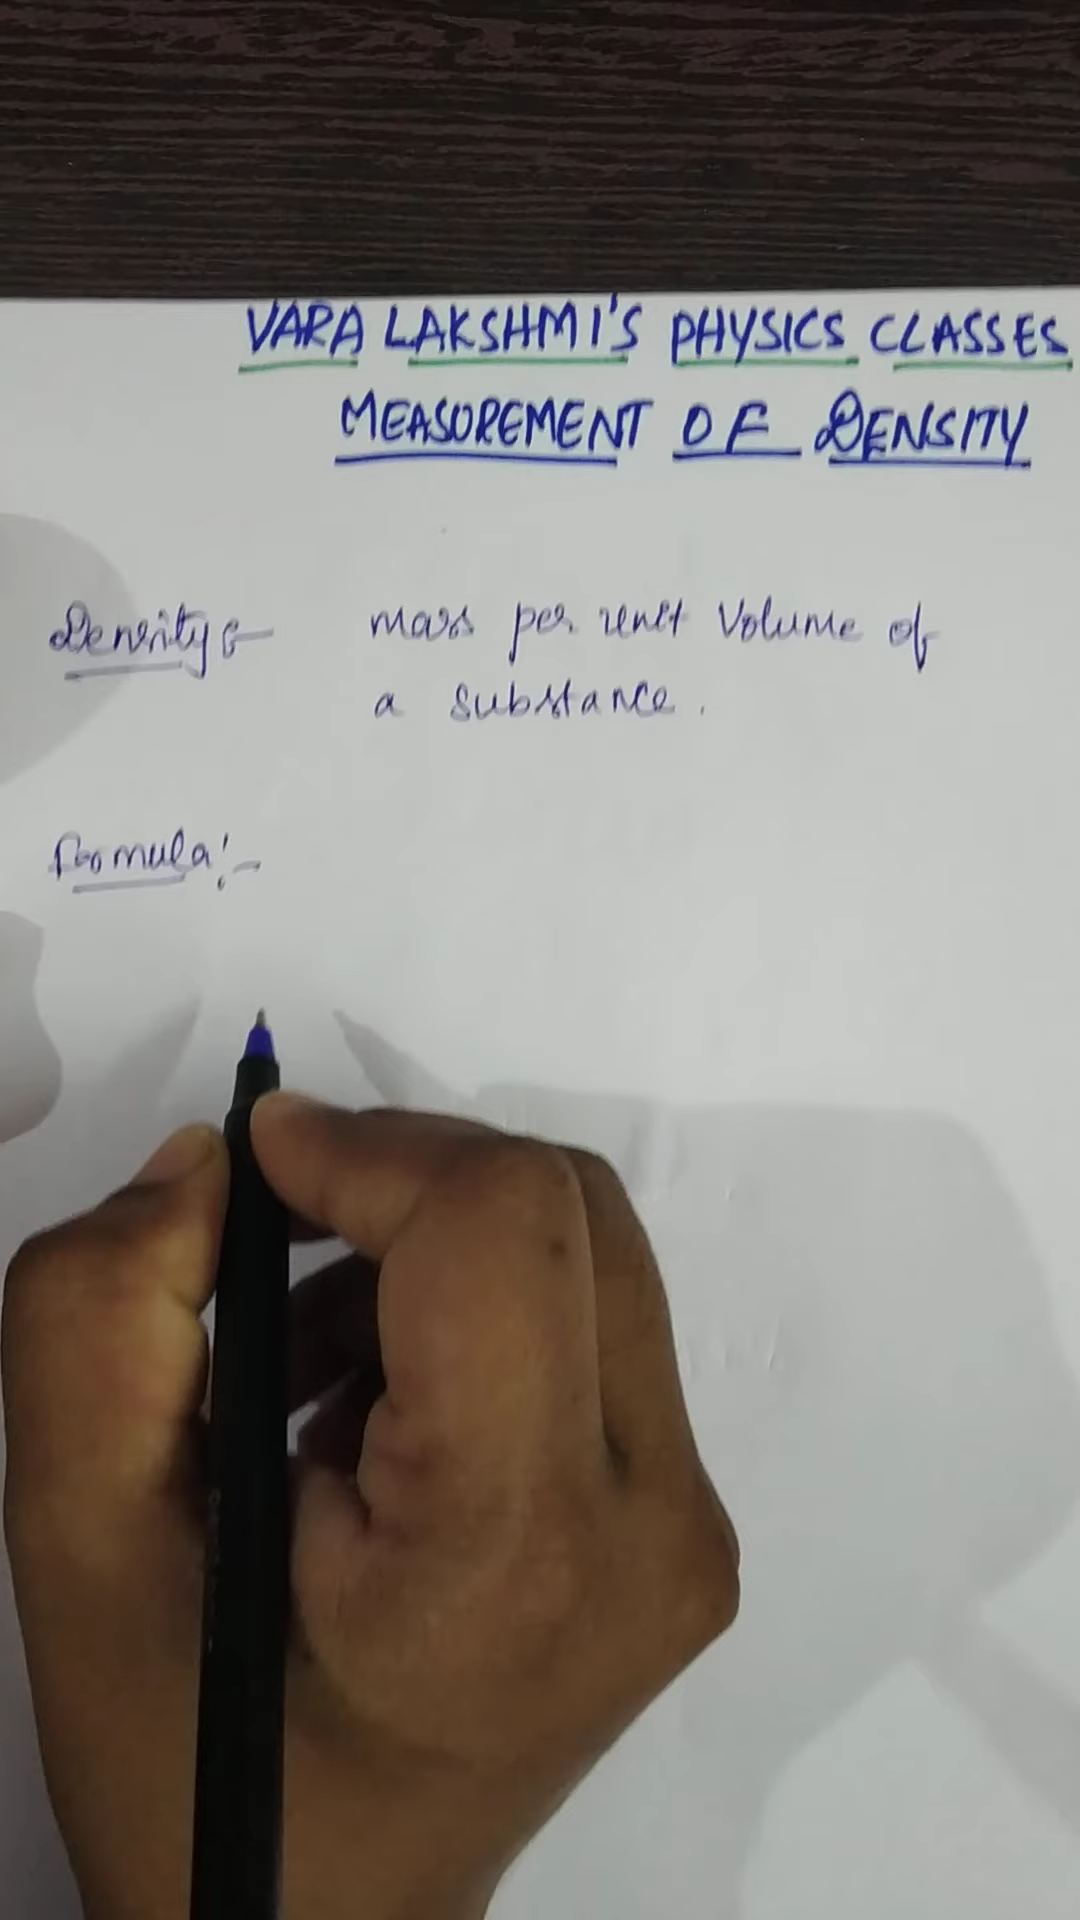 VARA LAKSHMI'S PHYSICS CLASSES
MEASUREMENT OF DENSITY
Density :- mass per unit Volume of
a substance.
Formula :-